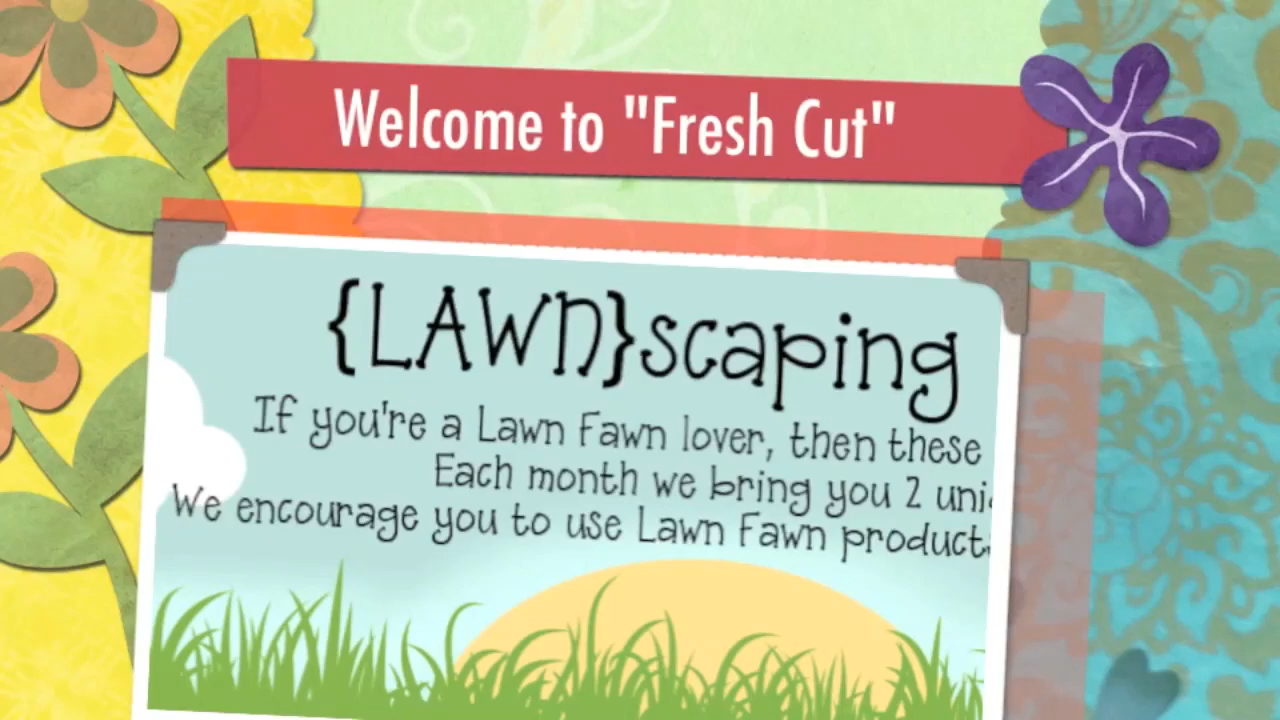 Welcome to "Fresh Cut"
{LAWN}scaping
If you're a Lawn Fawn lover, then these
Each month we bring you 2
We encourage you to use Lawn Fawn